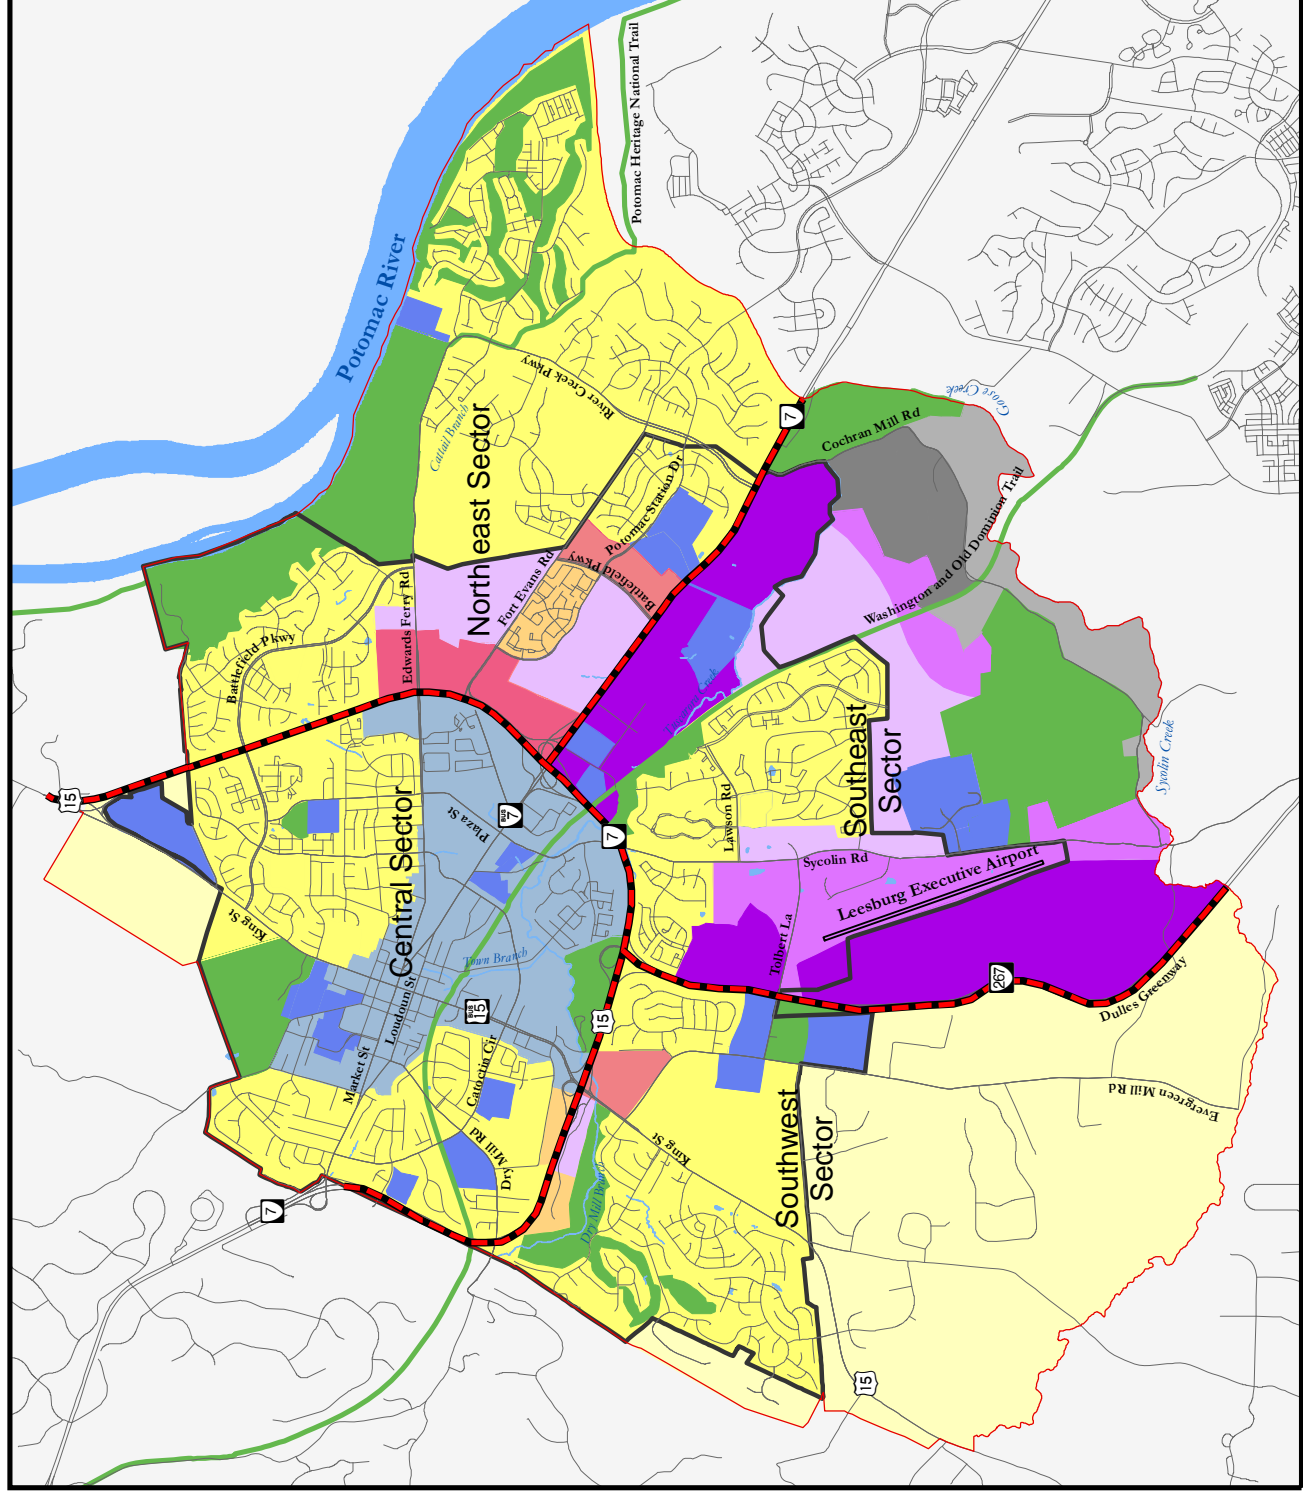 Potomac Heritage National Trail
Potomac River
River Creek Pkwy
Cattail Branch
Northeast Sector
7
Cochran Mill Rd
Goose Creek
Potomac Station Dr
Battlefield Pkwy
Fort Evans Rd
Edwards Ferry Rd
Battlefield Pkwy
Washington and Old Dominion Trail
Southeast
Sector
Sycolin Creek
15
Central Sector
Plaza St
BUS
7
7
Lawson Rd
Sycolin Rd
Leesburg Executive Airport
Tolbert La
King St
Town Branch
Loudoun St
BUS
15
Market St
Catoctin Cir
15
267
Dulles Greenway
Evergreen Mill Rd
Dry Mill Rd
King St
Dry Mill Branch
Southwest
Sector
7
15